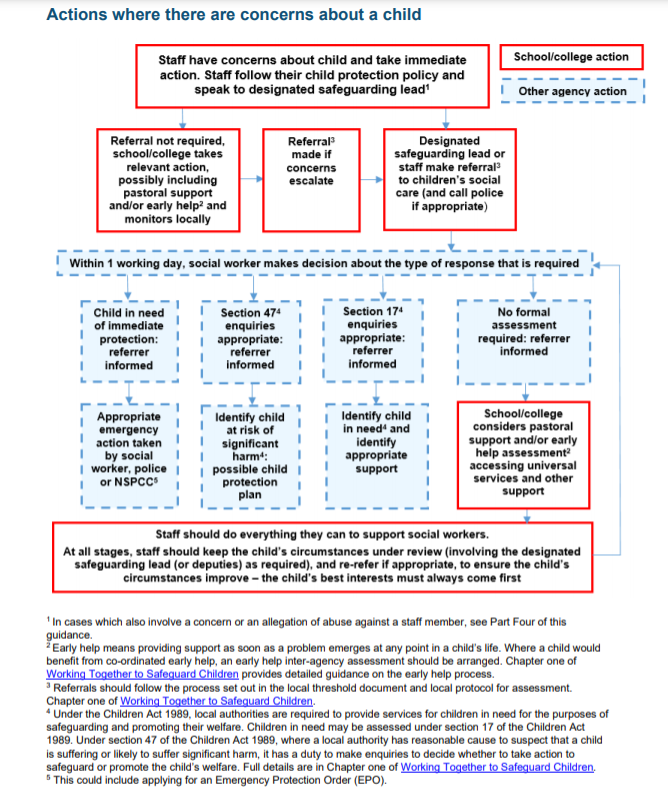 Actions where there are concerns about a child
Staff have concerns about child and take immediate
action. Staff follow their child protection policy and
speak to designated safeguarding lead¹
School/college action
Other agency action
Referral not required,
school/college takes
relevant action,
possibly including
pastoral support
and/or early help² and
monitors locally
Referral³
made if
concerns
escalate
Designated
safeguarding lead or
staff make referral³
to children's social
care (and call police
if appropriate)
Within 1 working day, social worker makes decision about the type of response that is required
Child in need
of immediate
protection:
referrer
informed
Section 47⁴
enquiries
appropriate:
referrer
informed
Section 17⁴
enquiries
appropriate:
referrer
informed
No formal
assessment
required: referrer
informed
Appropriate
emergency
action taken
by social
worker, police
or NSPCC⁵
Identify child
at risk of
significant
harm⁴:
possible child
protection
plan
Identify child
in need⁴ and
identify
appropriate
support
School/college
considers pastoral
support and/or early
help assessment²
accessing universal
services and other
support
Staff should do everything they can to support social workers.
At all stages, staff should keep the child's circumstances under review (involving the designated
safeguarding lead (or deputies) as required), and re-refer if appropriate, to ensure the child's
circumstances improve – the child's best interests must always come first
¹ In cases which also involve a concern or an allegation of abuse against a staff member, see Part Four of this
guidance.
² Early help means providing support as soon as a problem emerges at any point in a child's life. Where a child would
benefit from co-ordinated early help, an early help inter-agency assessment should be arranged. Chapter one of
Working Together to Safeguard Children provides detailed guidance on the early help process.
³ Referrals should follow the process set out in the local threshold document and local protocol for assessment.
Chapter one of Working Together to Safeguard Children.
⁴ Under the Children Act 1989, local authorities are required to provide services for children in need for the purposes of
safeguarding and promoting their welfare. Children in need may be assessed under section 17 of the Children Act
1989. Under section 47 of the Children Act 1989, where a local authority has reasonable cause to suspect that a child
is suffering or likely to suffer significant harm, it has a duty to make enquiries to decide whether to take action to
safeguard or promote the child's welfare. Full details are in Chapter one of Working Together to Safeguard Children.
⁵ This could include applying for an Emergency Protection Order (EPO).